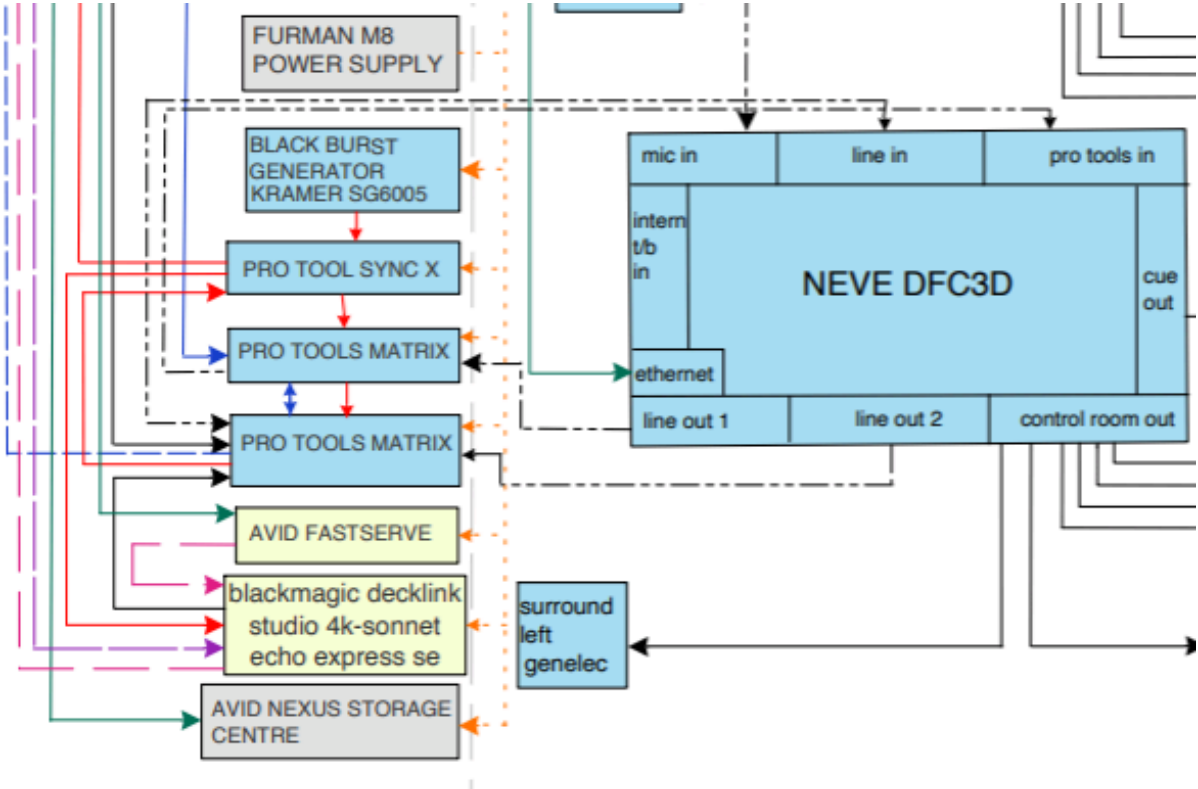 FURMAN M8
POWER SUPPLY
BLACK BURST
GENERATOR
KRAMER SG6005
PRO TOOL SYNC X
PRO TOOLS MATRIX
PRO TOOLS MATRIX
AVID FASTSERVE
blackmagic decklink
studio 4k-sonnet
echo express se
AVID NEXUS STORAGE
CENTRE
mic in
line in
pro tools in
intern
t/b
in
NEVE DFC3D
cue
out
ethernet
line out 1
line out 2
control room out
surround
left
genelec